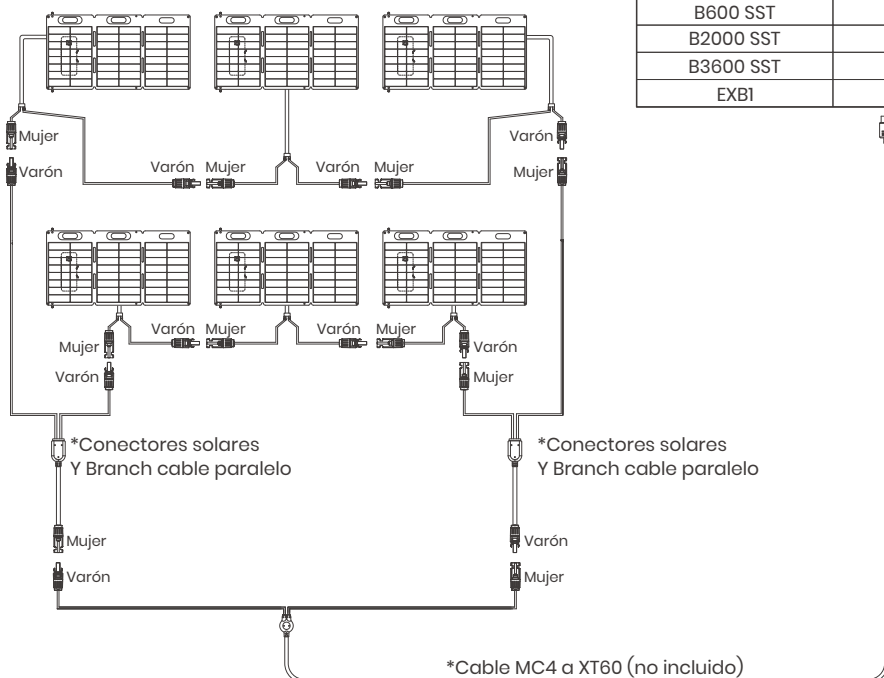 B600 SST
B2000 SST
B3600 SST
EXB1
Mujer
Varón
Varón
Mujer
Varón
Mujer
Varón
Mujer
Varón
Mujer
Varón
Mujer
Mujer
Varón
Varón
Mujer
*Conectores solares
Y Branch cable paralelo
*Conectores solares
Y Branch cable paralelo
Mujer
Varón
Varón
Mujer
*Cable MC4 a XT60 (no incluido)